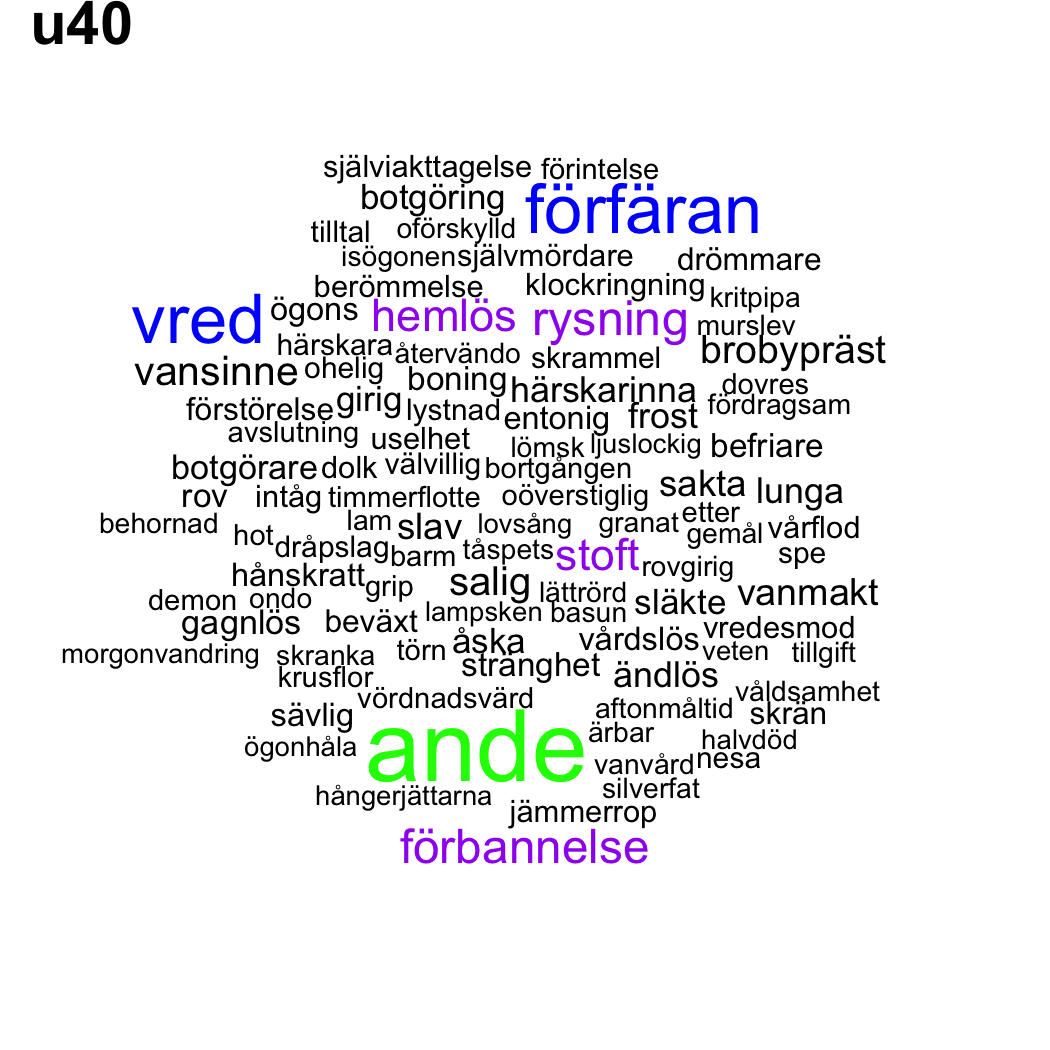 u40
själviakttagelse förintelse
botgöring förfäran
tilltal oförskylld
isögonen självmördare drömmare
berömmelse klockringning kritpipa
vred ögons hemlös rysning murslev
härskara återvändo skrammel brobypräst
vansinne ohelig boning härskarinna dovres
förstörelse girig lystnad entonig frost fördragsam
avslutning uselhet lömsk ljuslockig befriare
botgörare dolk välvillig bortgången
rov intåg timmerflotte oöverstiglig sakta lunga
behornad hot lam slav lovsång granat etter gemål vårflod
dråpslag barm tåspets stoft rovgirig spe
hånskratt grip salig lättrörd släkte vanmakt
demon ondo lampsken basun
gagnlös beväxt åska vårdslös vredesmod
morgonvandring skranka törn stränghet ändlös veten tillgift
krusflor vördnadsvärd våldsamhet
sävlig ande aftonmåltid skrän
ögonhåla ärbar halvdöd
vanvård nesa
hångerjättarna silverfat
jämmerrop
förbannelse